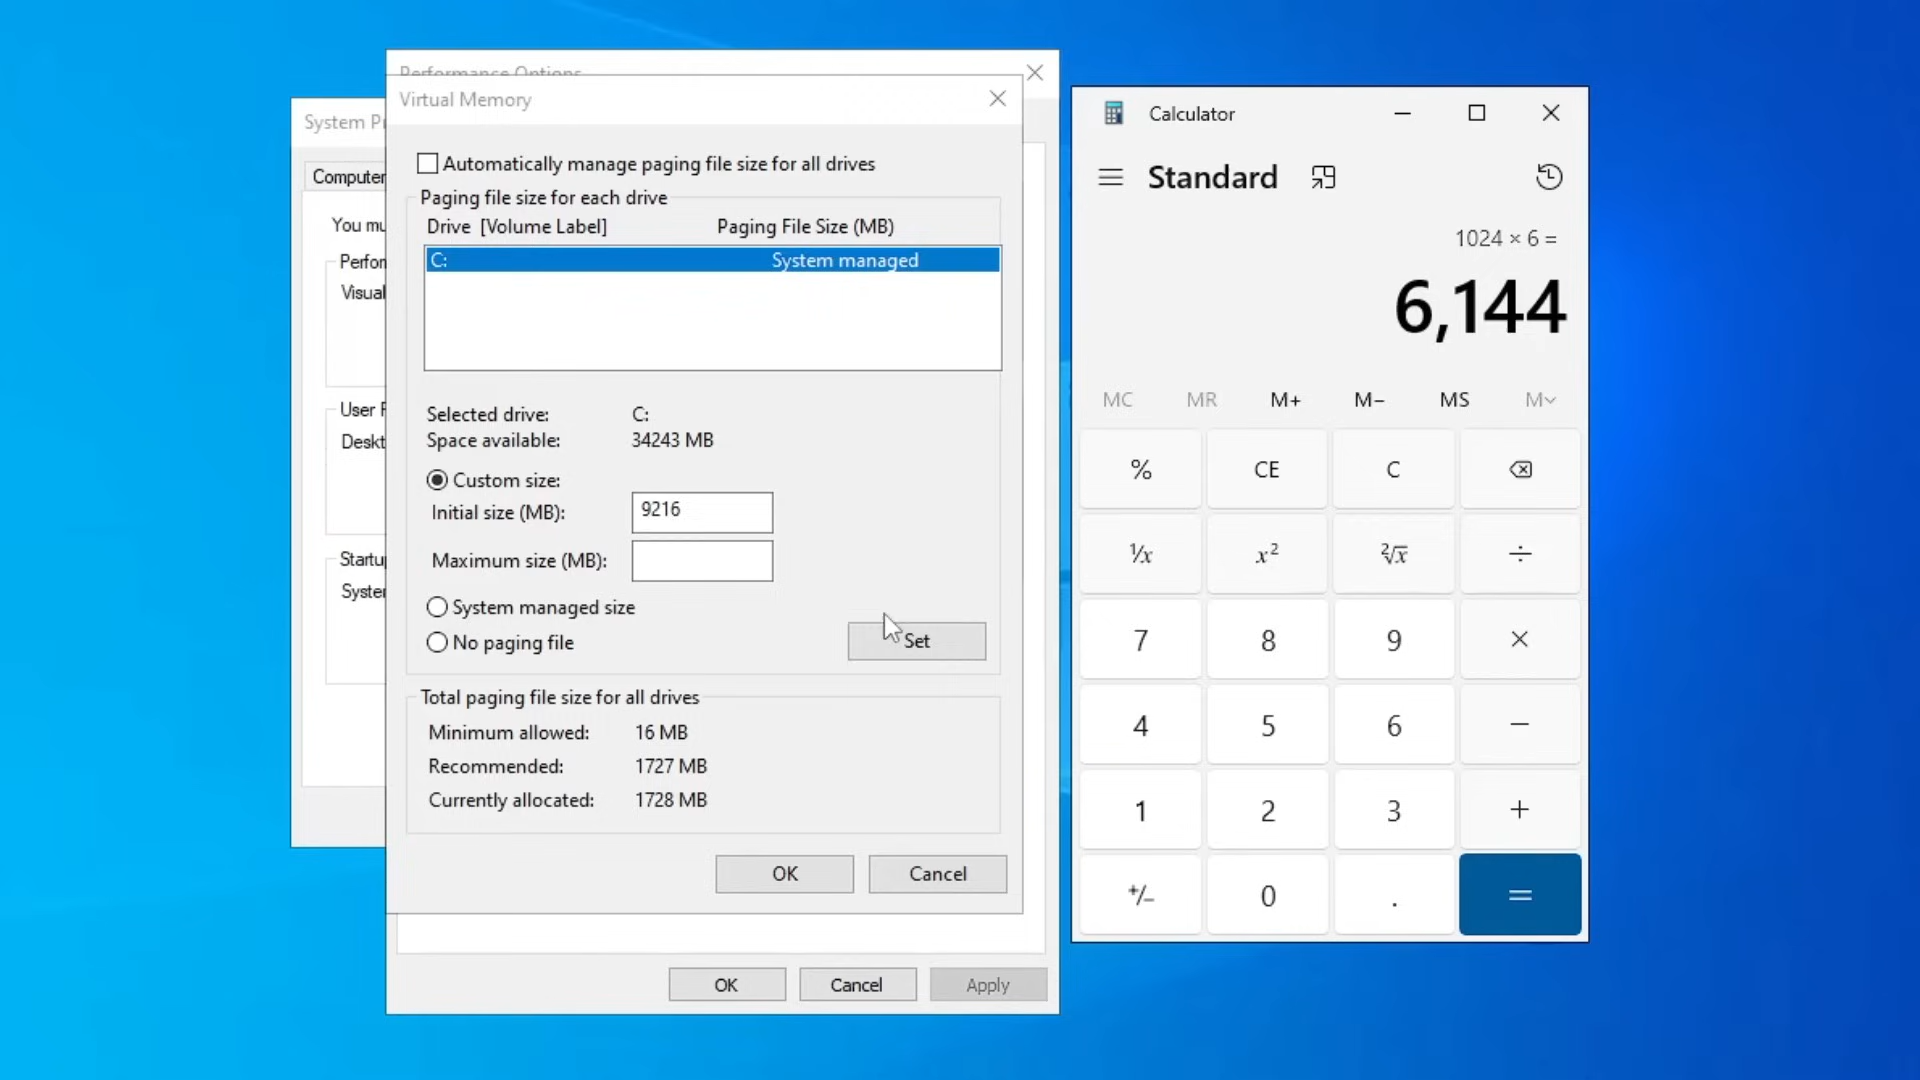 Performance Options
Virtual Memory
System Pr
Computer
You mu
Perfor
Visual
User P
Deskt
Startu
Syster
Automatically manage paging file size for all drives
Paging file size for each drive
Drive [Volume Label] Paging File Size (MB)
C: System managed
Selected drive: C:
Space available: 34243 MB
Custom size:
Initial size (MB): 9216
Maximum size (MB):
System managed size
No paging file
Set
Total paging file size for all drives
Minimum allowed: 16 MB
Recommended: 1727 MB
Currently allocated: 1728 MB
OK Cancel
OK Cancel Apply
Calculator
Standard
1024 × 6 =
6,144
MC MR M+ M− MS M
% CE C
¹/x x² ²√x ÷
7 8 9 ×
4 5 6 −
1 2 3 +
+/− 0 . =